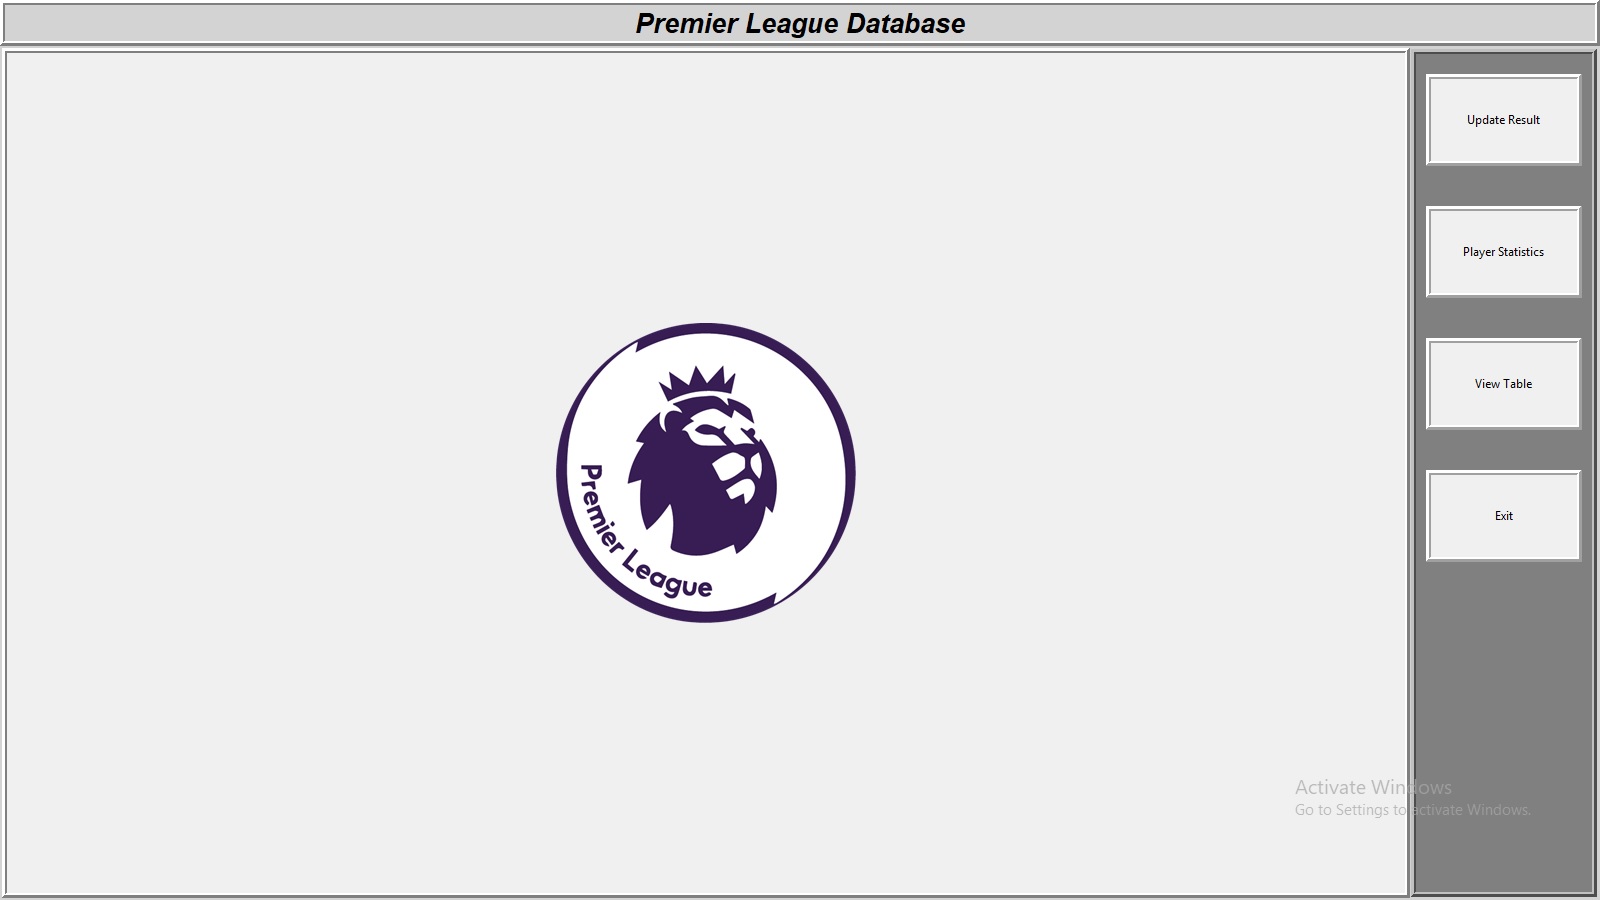 Premier League Database
Update Result
Player Statistics
View Table
Exit
Premier League
Activate Windows
Go to Settings to activate Windows.